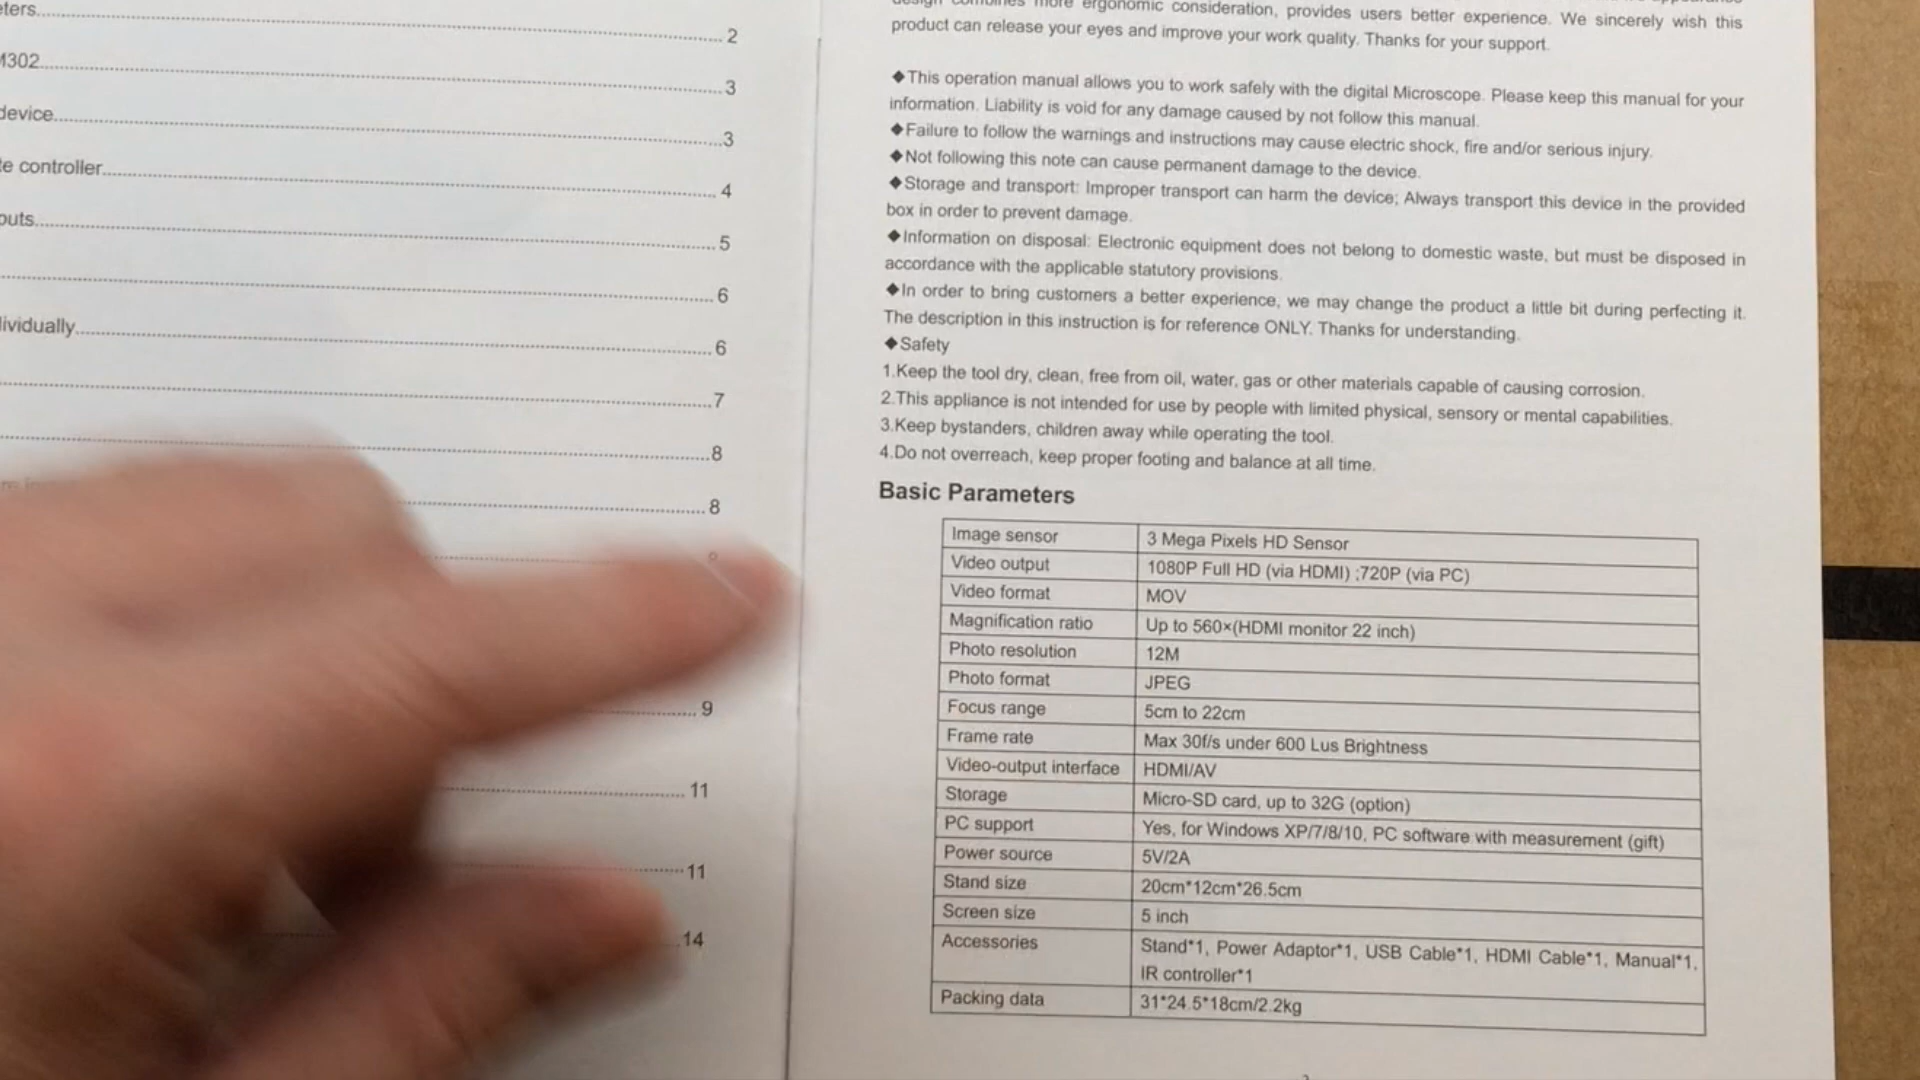 2
M302 3
device 3
controller 4
5
6
7
6
8
8
9
11
11
14
design combines more ergonomic consideration, provides users better experience. We sincerely wish this
product can release your eyes and improve your work quality. Thanks for your support.
◆This operation manual allows you to work safely with the digital Microscope. Please keep this manual for your
information. Liability is void for any damage caused by not follow this manual.
◆Failure to follow the warnings and instructions may cause electric shock, fire and/or serious injury.
◆Not following this note can cause permanent damage to the device.
◆Storage and transport: Improper transport can harm the device; Always transport this device in the provided
box in order to prevent damage.
◆Information on disposal: Electronic equipment does not belong to domestic waste, but must be disposed in
accordance with the applicable statutory provisions.
◆In order to bring customers a better experience, we may change the product a little bit during perfecting it.
The description in this instruction is for reference ONLY. Thanks for understanding.
◆Safety
1.Keep the tool dry, clean, free from oil, water, gas or other materials capable of causing corrosion.
2.This appliance is not intended for use by people with limited physical, sensory or mental capabilities.
3.Keep bystanders, children away while operating the tool.
4.Do not overreach, keep proper footing and balance at all time.
Basic Parameters
Image sensor 3 Mega Pixels HD Sensor
Video output 1080P Full HD (via HDMI) ;720P (via PC)
Video format MOV
Magnification ratio Up to 560×(HDMI monitor 22 inch)
Photo resolution 12M
Photo format JPEG
Focus range 5cm to 22cm
Frame rate Max 30f/s under 600 Lus Brightness
Video-output interface HDMI/AV
Storage Micro-SD card, up to 32G (option)
PC support Yes, for Windows XP/7/8/10, PC software with measurement (gift)
Power source 5V/2A
Stand size 20cm*12cm*26.5cm
Screen size 5 inch
Accessories Stand*1, Power Adaptor*1, USB Cable*1, HDMI Cable*1, Manual*1,
IR controller*1
Packing data 31*24.5*18cm/2.2kg